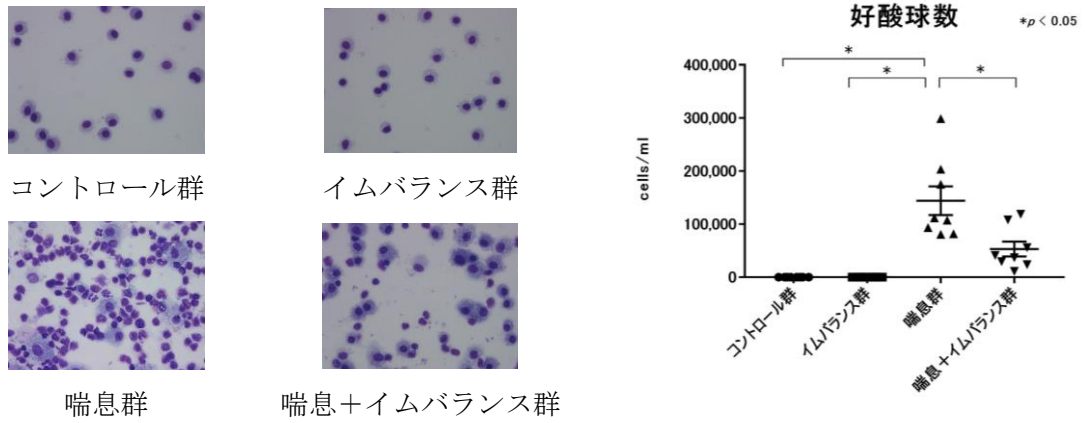 コントロール群
イムバランス群
喘息群
喘息＋イムバランス群
好酸球数
*p < 0.05
cells/ml
400,000
300,000
200,000
100,000
0
*
*
*
コントロール群
イムバランス群
喘息群
喘息＋イムバランス群